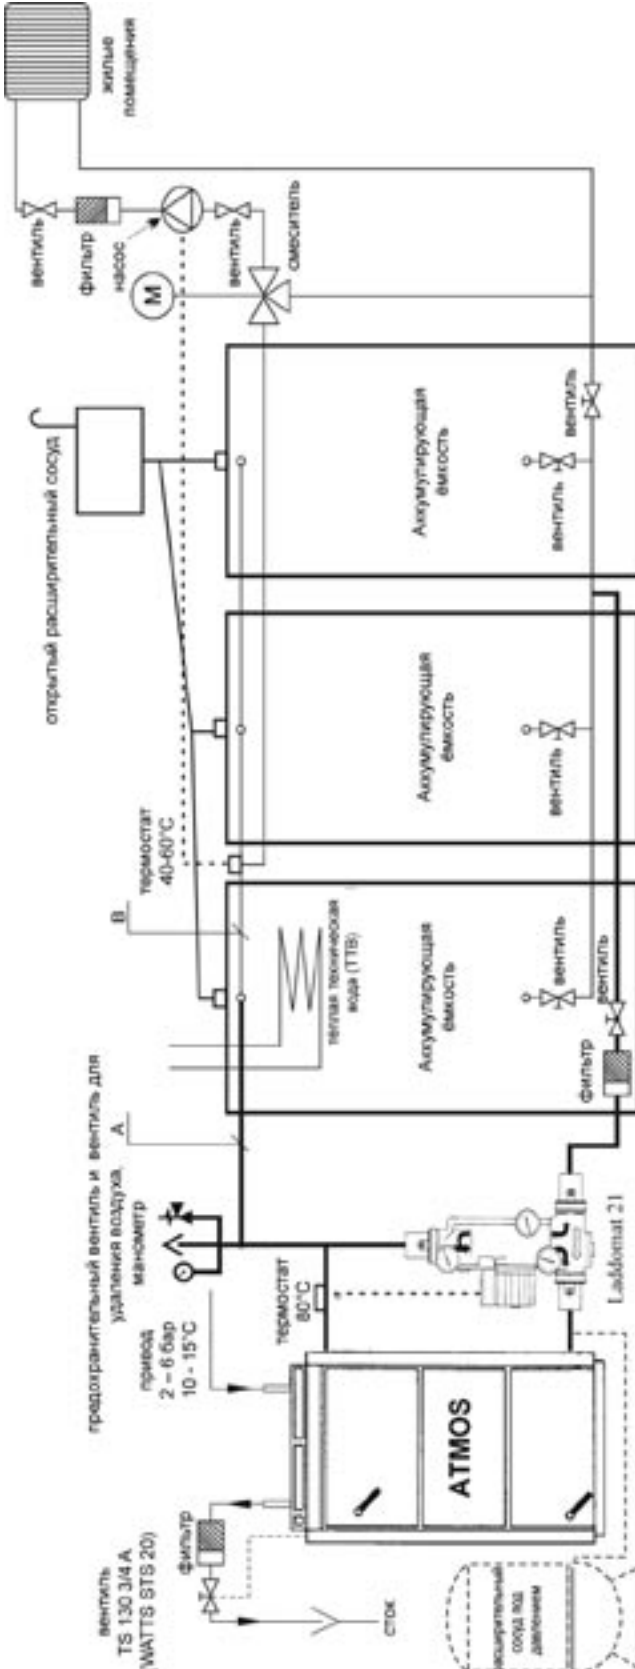 вентиль
TS 130 3/4 A
(WATTS STS 20)
фильтр
сток
расширительный
сосуд под
давлением
предохранительный вентиль и вентиль для
удаления воздуха,
манометр
привод
2 – 6 бар
10 - 15°C
термостат
80°C
ATMOS
Laddomat 21
A
B
термостат
40-60°C
теплая техническая
вода (ТТВ)
Аккумулирующая
ёмкость
вентиль
вентиль
фильтр
Аккумулирующая
ёмкость
вентиль
открытый расширительный сосуд
Аккумулирующая
ёмкость
вентиль
вентиль
M
вентиль
фильтр
насос
вентиль
смеситель
жилые
помещения